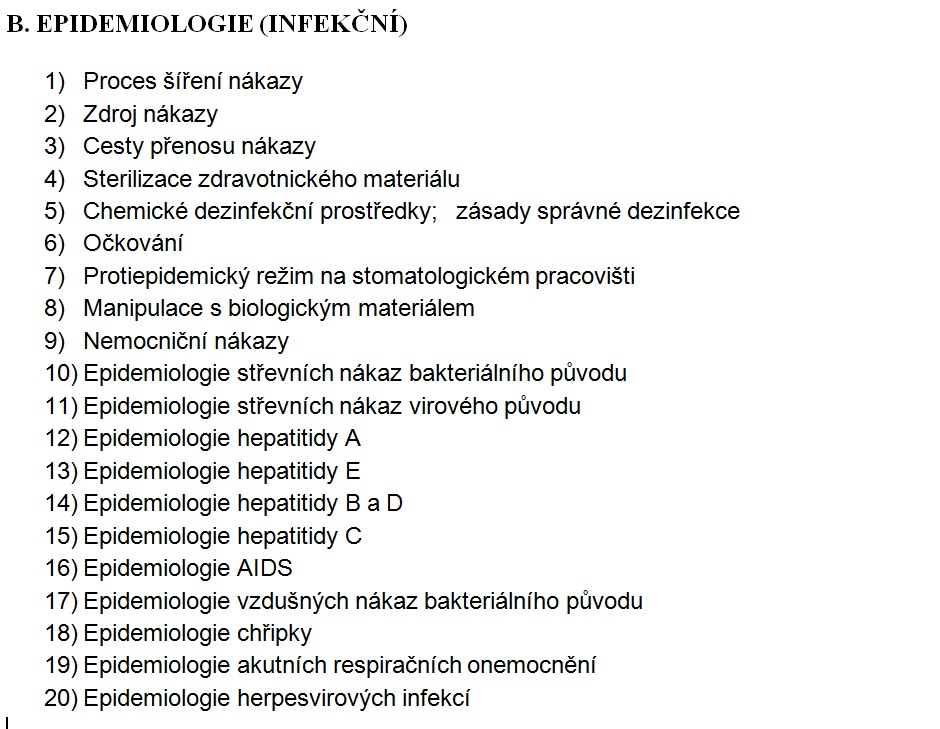 B. EPIDEMIOLOGIE (INFEKČNÍ)
1) Proces šíření nákazy
2) Zdroj nákazy
3) Cesty přenosu nákazy
4) Sterilizace zdravotnického materiálu
5) Chemické dezinfekční prostředky; zásady správné dezinfekce
6) Očkování
7) Protiepidemický režim na stomatologickém pracovišti
8) Manipulace s biologickým materiálem
9) Nemocniční nákazy
10) Epidemiologie střevních nákaz bakteriálního původu
11) Epidemiologie střevních nákaz virového původu
12) Epidemiologie hepatitidy A
13) Epidemiologie hepatitidy E
14) Epidemiologie hepatitidy B a D
15) Epidemiologie hepatitidy C
16) Epidemiologie AIDS
17) Epidemiologie vzdušných nákaz bakteriálního původu
18) Epidemiologie chřipky
19) Epidemiologie akutních respiračních onemocnění
20) Epidemiologie herpesvirových infekcí